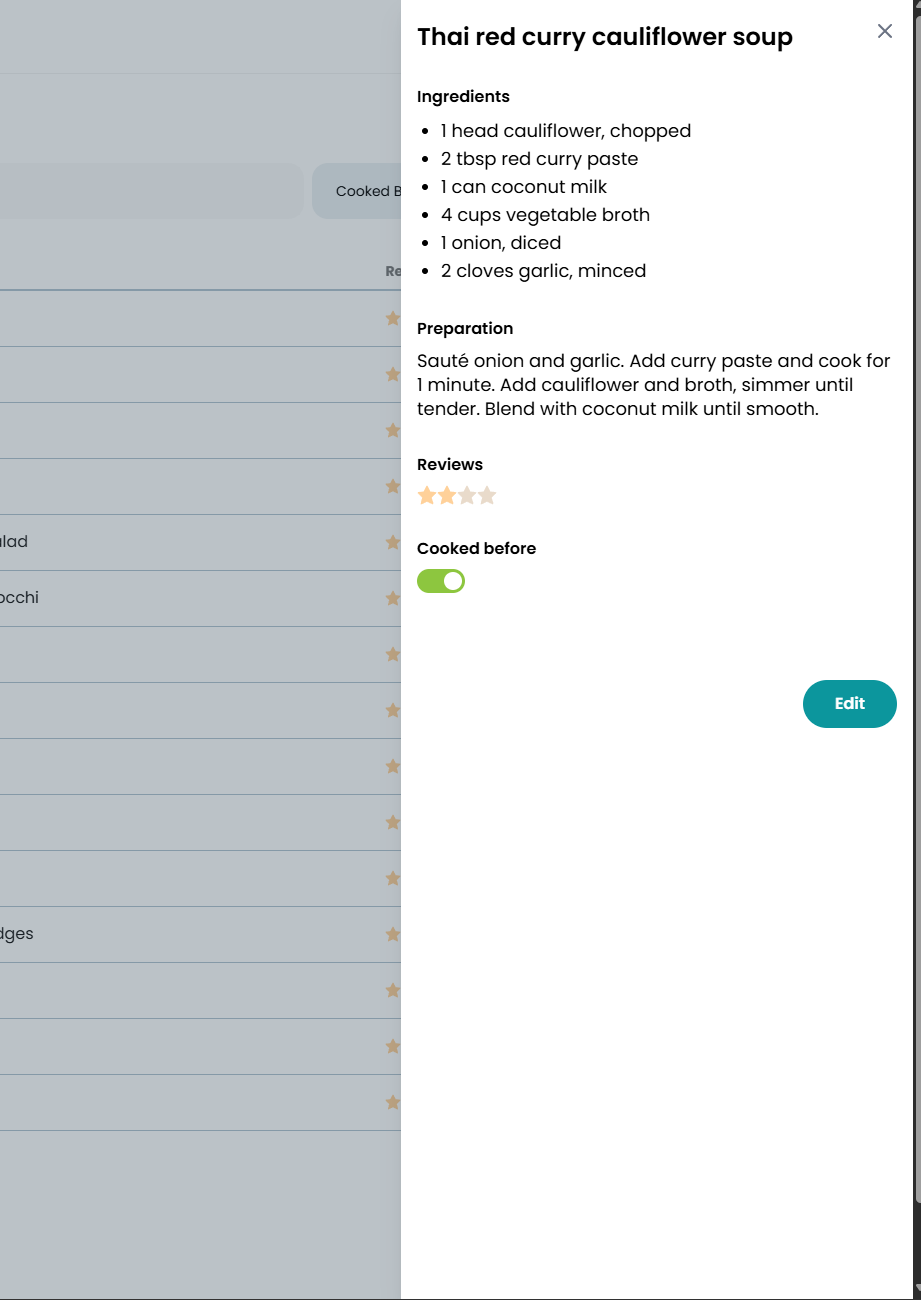 Thai red curry cauliflower soup
Ingredients
1 head cauliflower, chopped
2 tbsp red curry paste
1 can coconut milk
4 cups vegetable broth
1 onion, diced
2 cloves garlic, minced
Preparation
Sauté onion and garlic. Add curry paste and cook for
1 minute. Add cauliflower and broth, simmer until
tender. Blend with coconut milk until smooth.
Reviews
Cooked before
Edit
Cooked B
Re
lad
occhi
dges